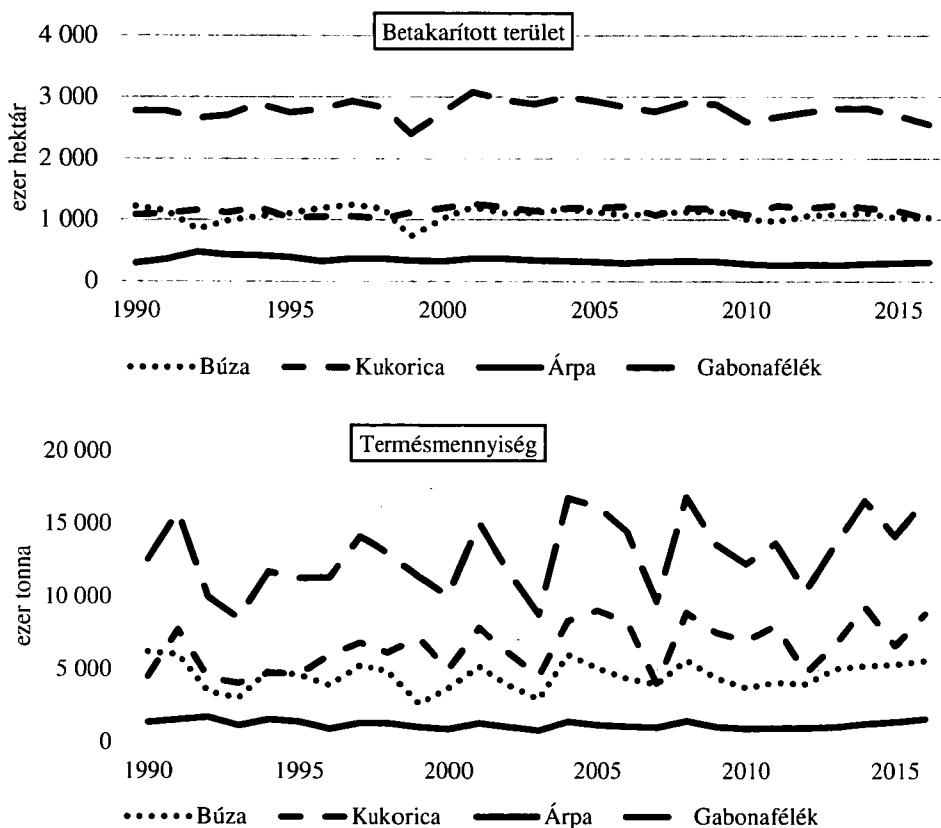 Betakarított terület
ezer hektár
4 000
3 000
2 000
1 000
0
1990 1995 2000 2005 2010 2015
Búza Kukorica Árpa Gabonafélék
Termésmennyiség
ezer tonna
20 000
15 000
10 000
5 000
0
1990 1995 2000 2005 2010 2015
Búza Kukorica Árpa Gabonafélék